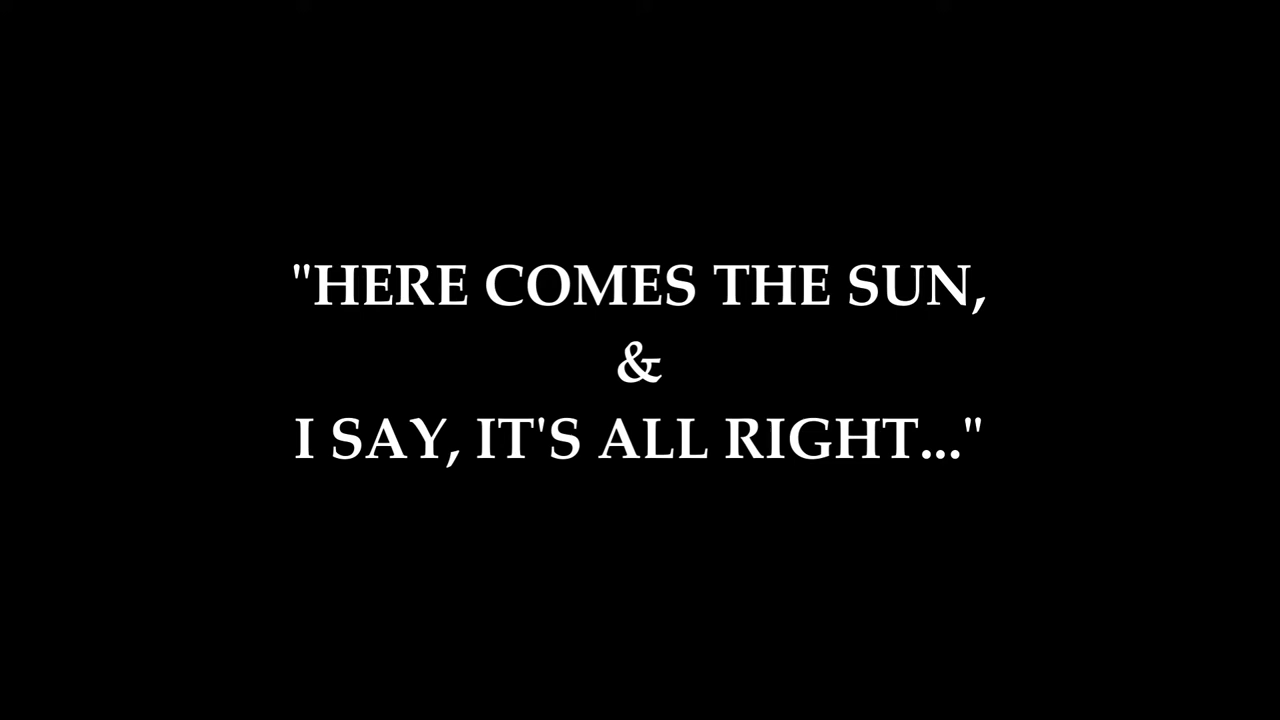 "HERE COMES THE SUN,
&
I SAY, IT'S ALL RIGHT..."